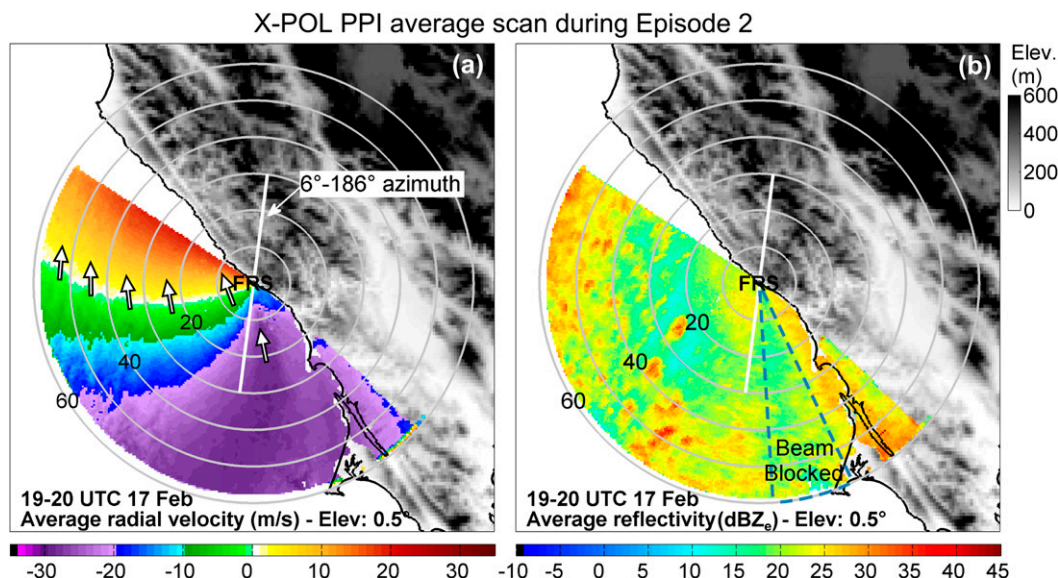 X-POL PPI average scan during Episode 2
(a)
6°-186° azimuth
FRS
20
40
60
19-20 UTC 17 Feb
Average radial velocity (m/s) - Elev: 0.5°
-30 -20 -10 0 10 20 30
(b)
FRS
20
40
60
Beam
Blocked
19-20 UTC 17 Feb
Average reflectivity(dBZe) - Elev: 0.5°
-10 -5 0 5 10 15 20 25 30 35 40 45
Elev.
(m)
600
400
200
0